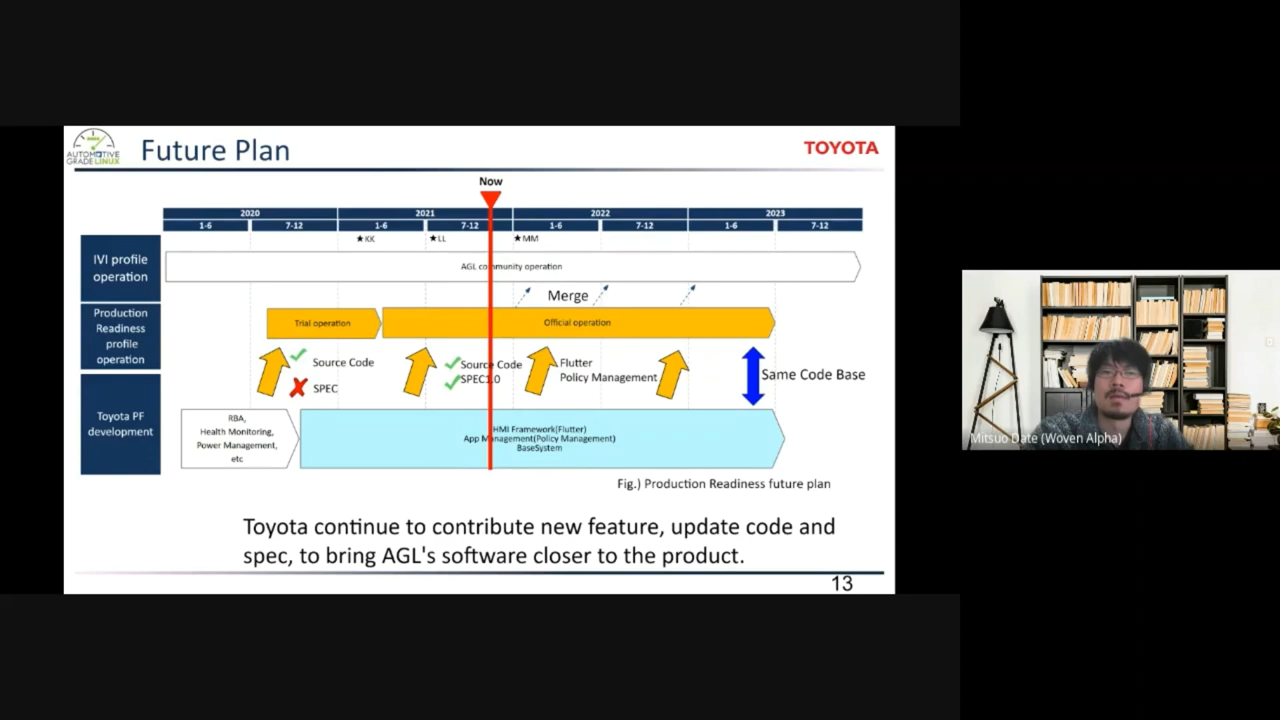 AUTOMOTIVE
GRADE LINUX
Future Plan
TOYOTA
Now
2020 2021 2022 2023
1-6 7-12 1-6 7-12 1-6 7-12 1-6 7-12
★KK ★LL ★MM
IVI profile
operation
AGL community operation
Merge
Production
Readiness
profile
operation
Trial operation
Official operation
Source Code
SPEC
Source Code
SPEC1.0
Flutter
Policy Management
Same Code Base
Toyota PF
development
RBA,
Health Monitoring,
Power Management,
etc
HMI Framework(Flutter)
App Management(Policy Management)
BaseSystem
Fig.) Production Readiness future plan
Toyota continue to contribute new feature, update code and
spec, to bring AGL's software closer to the product.
13
Mitsuo Date (Woven Alpha)